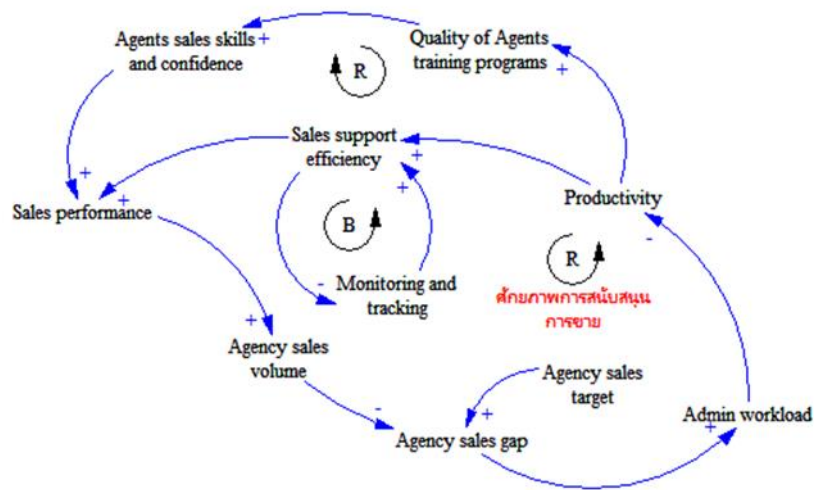 Agents sales skills
and confidence
+
Quality of Agents
training programs
+
R
Sales support
efficiency
+
+
+
+
Sales performance
Productivity
B
-
R
-
Monitoring and
tracking
ศักยภาพการสนับสนุน
การขาย
+
Agency sales
volume
Agency sales
target
-
+
Agency sales gap
+
Admin workload